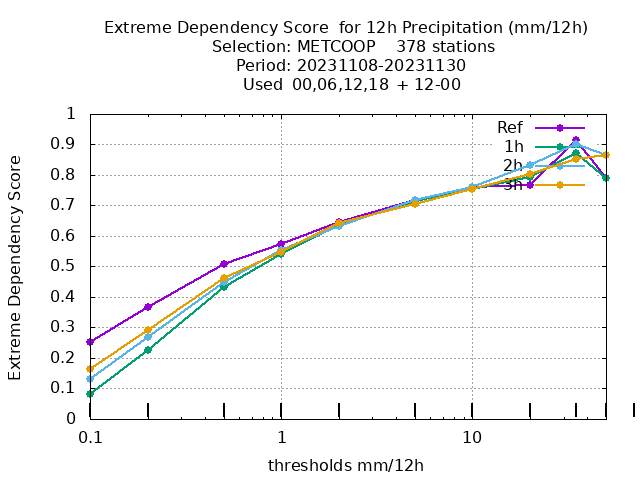 Extreme Dependency Score  for 12h Precipitation (mm/12h)
Selection: METCOOP    378 stations
Period: 20231108-20231130
Used  00,06,12,18  + 12-00
Extreme Dependency Score
1
0.9
0.8
0.7
0.6
0.5
0.4
0.3
0.2
0.1
0
Ref
1h
2h
3h
0.1
1
10
thresholds mm/12h